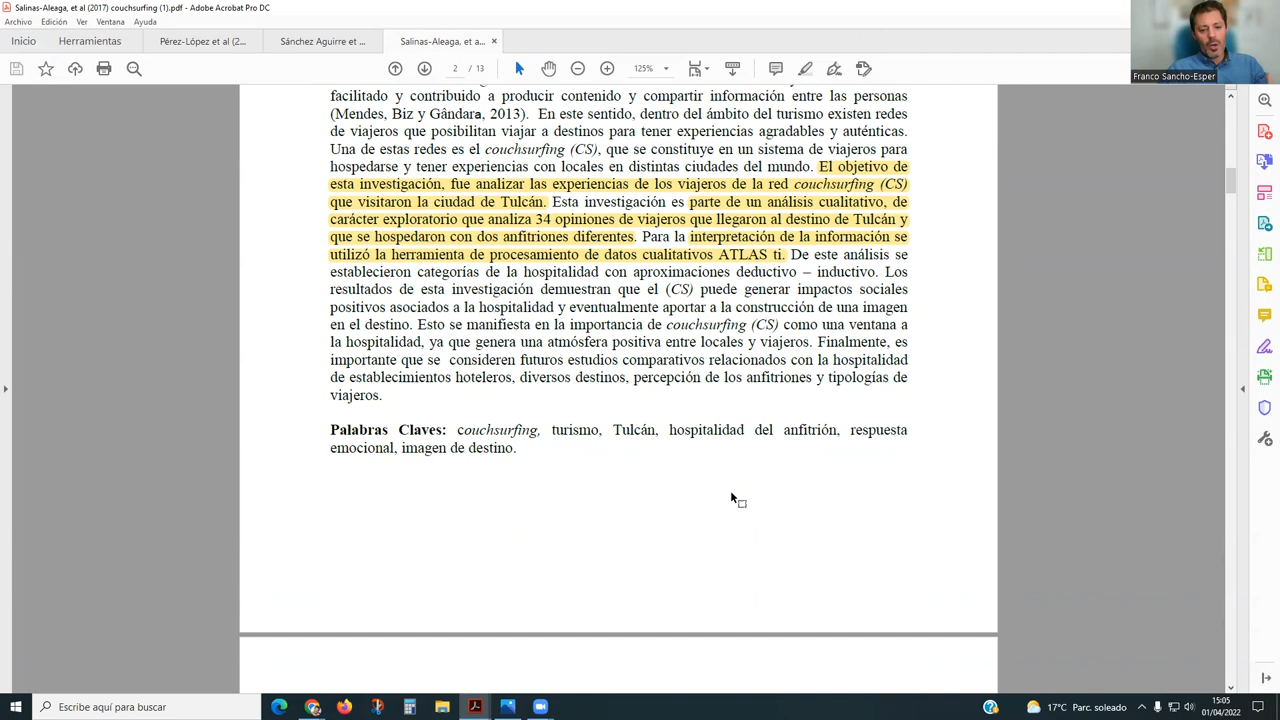 Salinas-Aleaga, et al (2017) couchsurfing (1).pdf - Adobe Acrobat Pro DC
Archivo Edición Ver Ventana Ayuda
Inicio Herramientas Pérez-López et al (2... Sánchez Aguirre et ... Salinas-Aleaga, et a... ×
2 / 13 125%
Franco Sancho-Esper
facilitado y contribuido a producir contenido y compartir información entre las personas
(Mendes, Biz y Gândara, 2013). En este sentido, dentro del ámbito del turismo existen redes
de viajeros que posibilitan viajar a destinos para tener experiencias agradables y auténticas.
Una de estas redes es el couchsurfing (CS), que se constituye en un sistema de viajeros para
hospedarse y tener experiencias con locales en distintas ciudades del mundo. El objetivo de
esta investigación, fue analizar las experiencias de los viajeros de la red couchsurfing (CS)
que visitaron la ciudad de Tulcán. Esta investigación es parte de un análisis cualitativo, de
carácter exploratorio que analiza 34 opiniones de viajeros que llegaron al destino de Tulcán y
que se hospedaron con dos anfitriones diferentes. Para la interpretación de la información se
utilizó la herramienta de procesamiento de datos cualitativos ATLAS ti. De este análisis se
establecieron categorías de la hospitalidad con aproximaciones deductivo – inductivo. Los
resultados de esta investigación demuestran que el (CS) puede generar impactos sociales
positivos asociados a la hospitalidad y eventualmente aportar a la construcción de una imagen
en el destino. Esto se manifiesta en la importancia de couchsurfing (CS) como una ventana a
la hospitalidad, ya que genera una atmósfera positiva entre locales y viajeros. Finalmente, es
importante que se consideren futuros estudios comparativos relacionados con la hospitalidad
de establecimientos hoteleros, diversos destinos, percepción de los anfitriones y tipologías de
viajeros.
Palabras Claves: couchsurfing, turismo, Tulcán, hospitalidad del anfitrión, respuesta
emocional, imagen de destino.
Escribe aquí para buscar
17°C Parc. soleado
15:05
01/04/2022